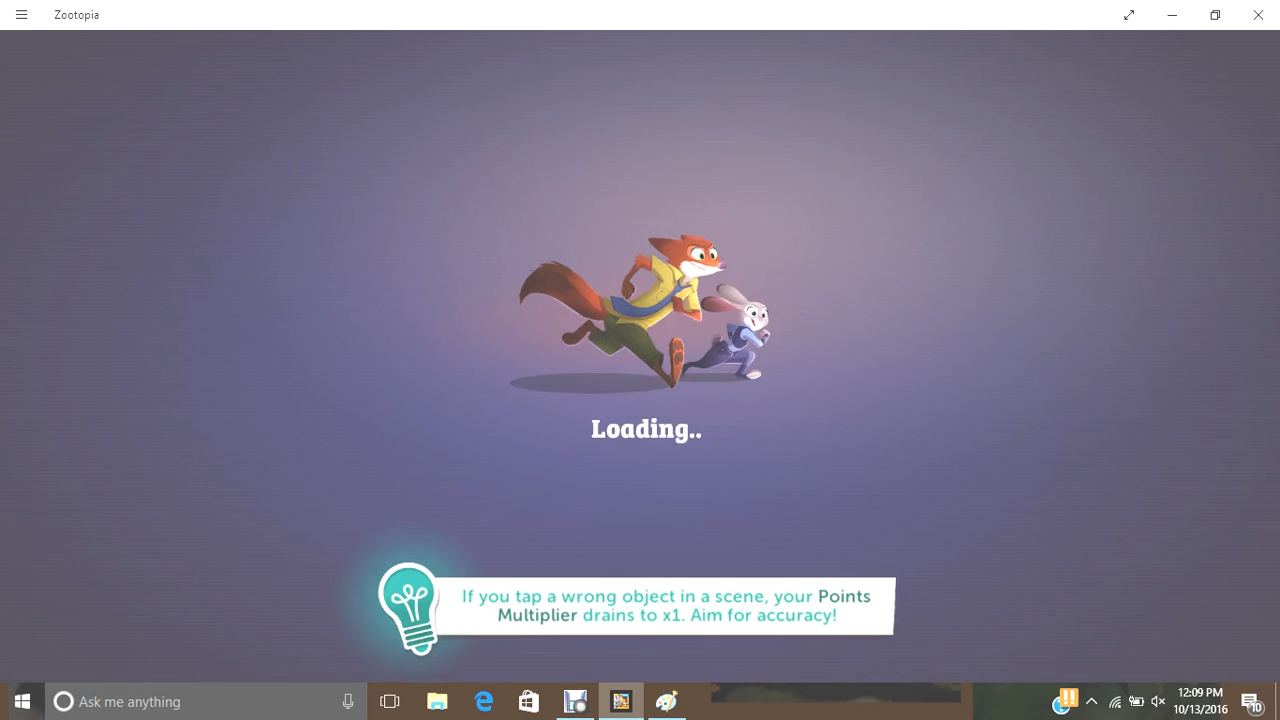 Zootopia
Loading..
If you tap a wrong object in a scene, your Points
Multiplier drains to x1. Aim for accuracy!
Ask me anything
12:09 PM
10/13/2016
10